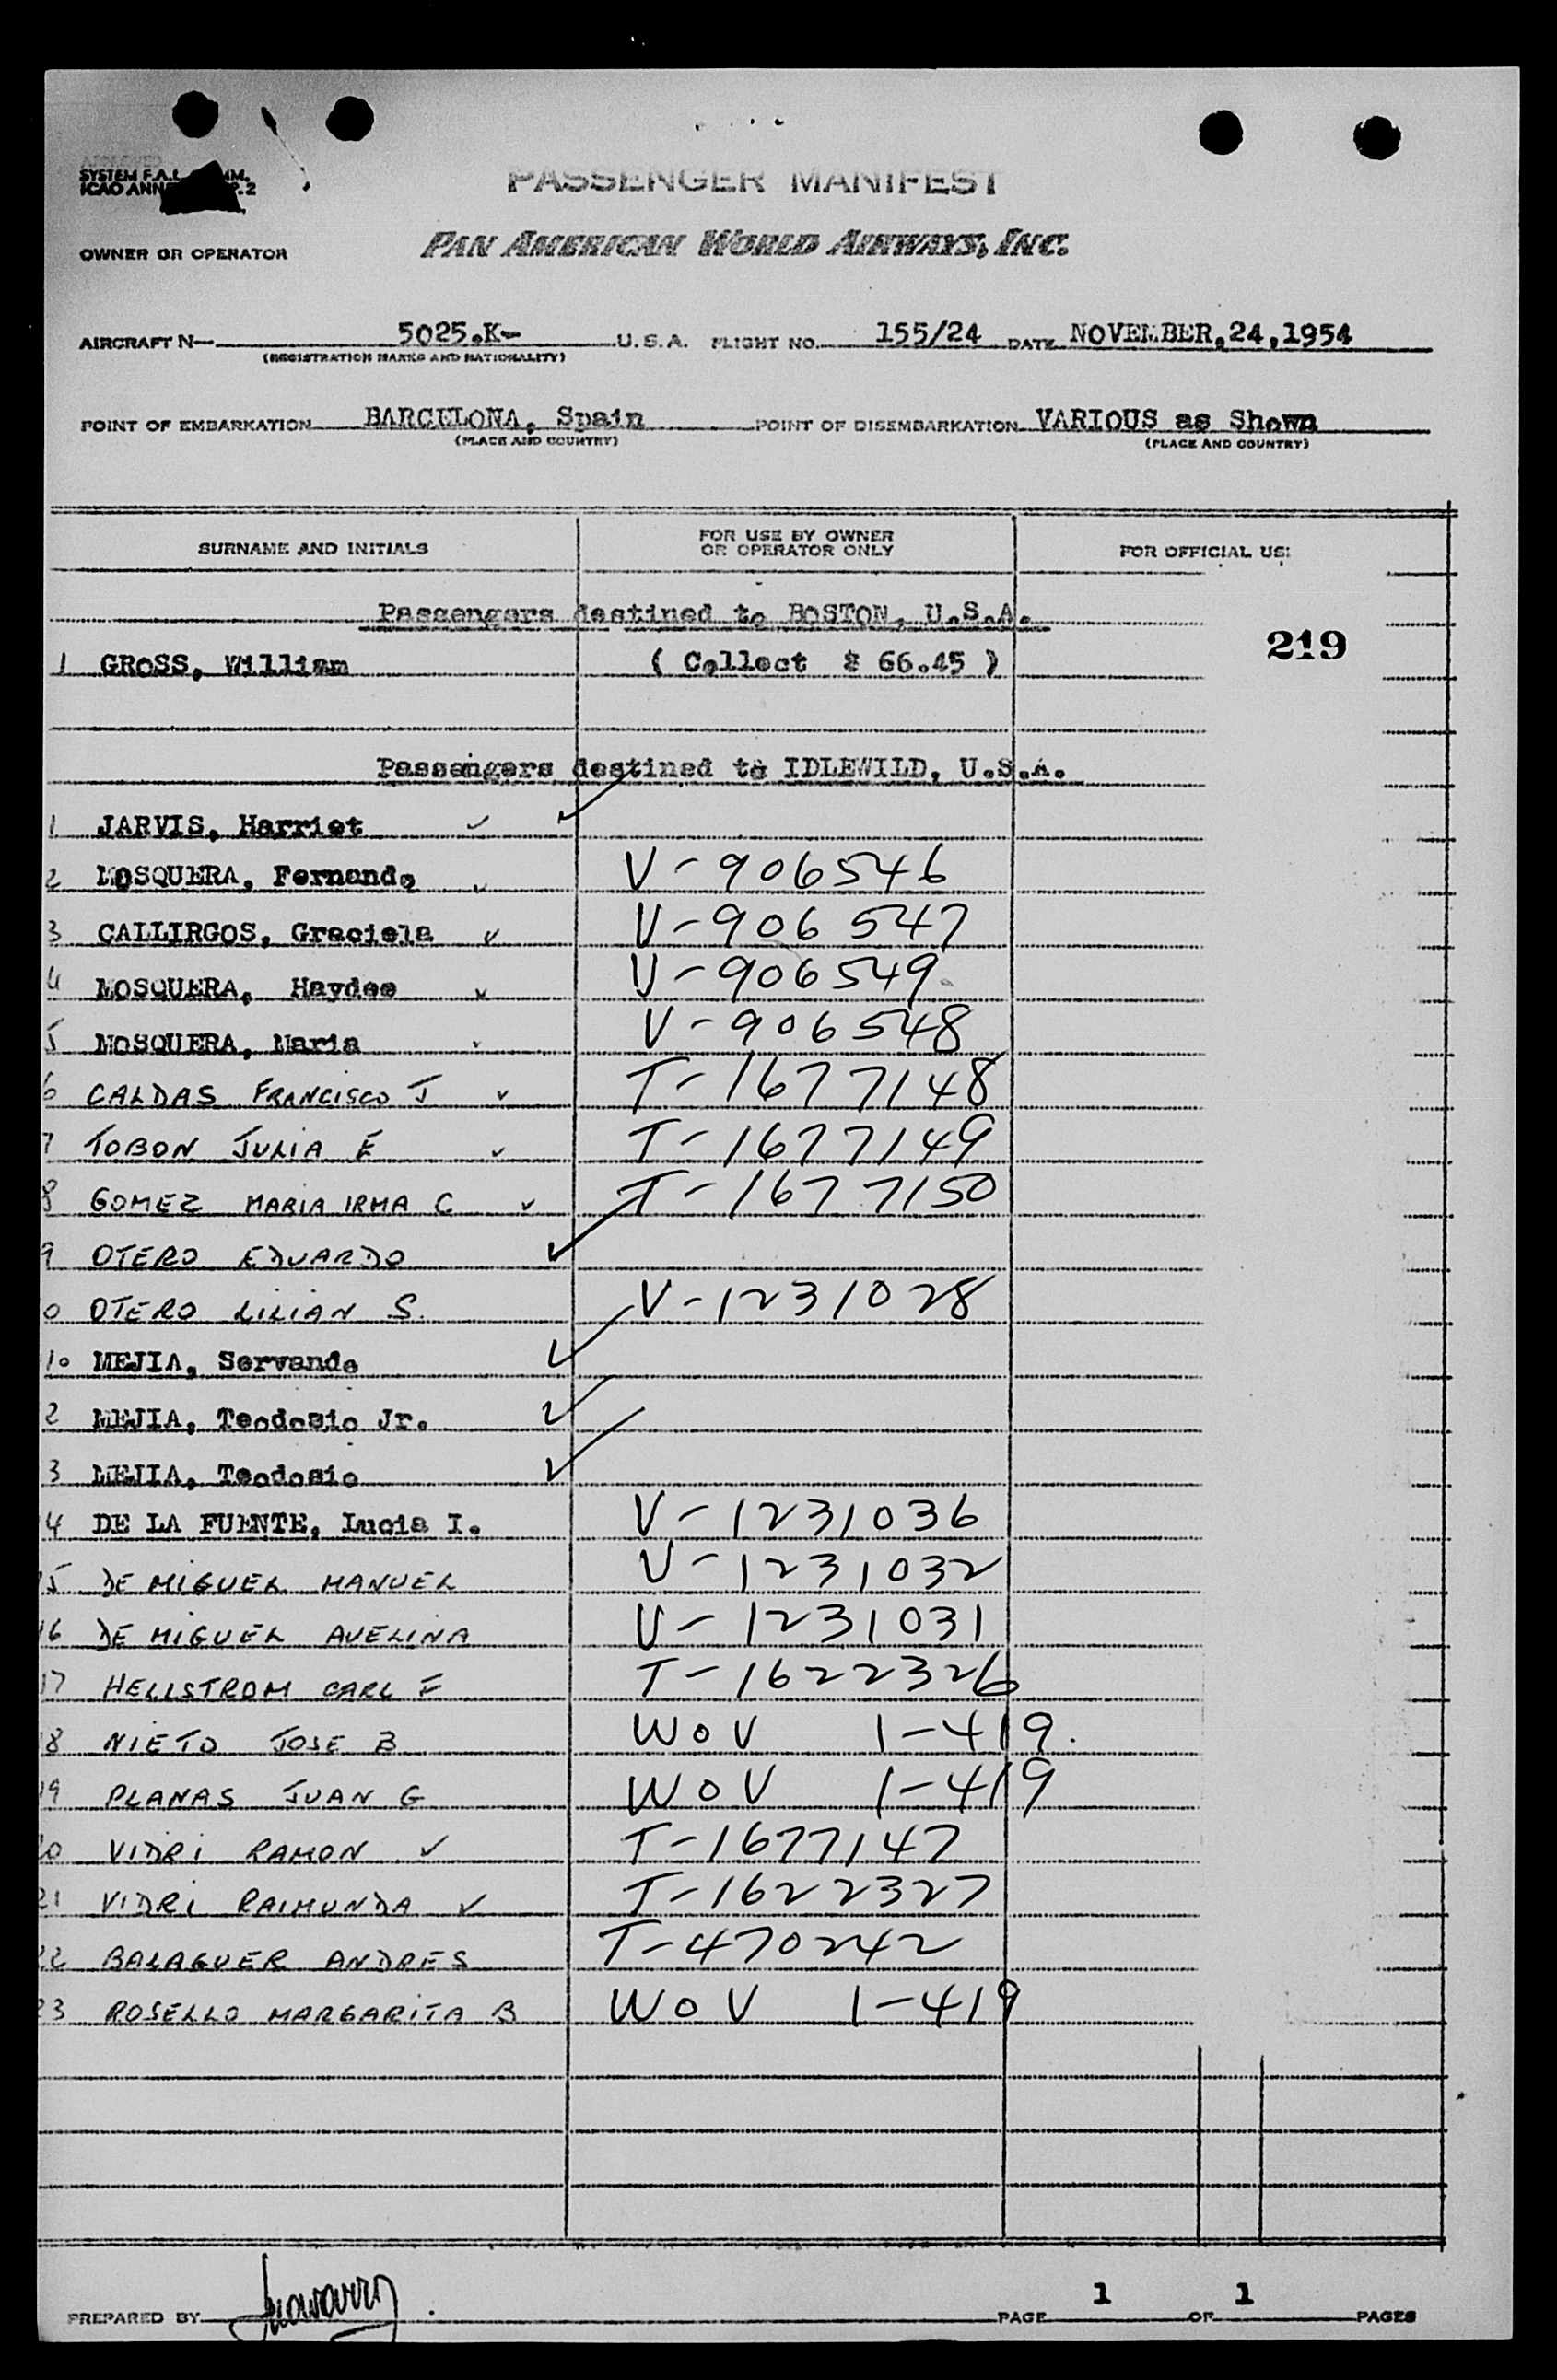 SYSTEM F.A.L.
PASSENGER MANIFEST
OWNER OR OPERATOR PAN AMERICAN WORLD AIRWAYS, INC.
AIRCRAFT N— 5025.K- U.S.A. FLIGHT NO. 155/24 DATE NOVEMBER,24,1954
(REGISTRATION MARKS AND NATIONALITY)
POINT OF EMBARKATION BARCELONA, Spain POINT OF DISEMBARKATION VARIOUS as Shown
(PLACE AND COUNTRY) (PLACE AND COUNTRY)
SURNAME AND INITIALS FOR USE BY OWNER OR OPERATOR ONLY FOR OFFICIAL USE
Passengers destined to BOSTON, U.S.A.
219
1 GROSS, William ( Collect $ 66.45 )
Passengers destined to IDLEWILD, U.S.A.
1 JARVIS, Harriet ✓ ✓
2 MOSQUERA, Fernando ✓ V-906546
3 CALLIRGOS, Graciela ✓ V-906547
4 MOSQUERA, Haydee ✓ V-906549
5 MOSQUERA, Maria ✓ V-906548
6 CALDAS FRANCISCO J ✓ T-1677148
7 TOBON JULIA E ✓ T-1677149
8 GOMEZ MARIA IRMA C ✓ T-1677150
9 OTERO EDUARDO ✓
0 OTERO LILIAN S. V-1231028
10 MEJIA, Servando ✓
2 MEJIA, Teodosio Jr. ✓
3 MEJIA, Teodosio ✓
4 DE LA FUENTE, Lucia I. V-1231036
15 DE MIGUEL MANUEL V-1231032
16 DE MIGUEL AVELINA V-1231031
17 HELLSTROM CARL F T-1622326
18 NIETO JOSE B WoV 1-419.
19 PLANAS JUAN G WoV 1-419
20 VIDRI RAMON ✓ T-1677147
21 VIDRI RAIMUNDA ✓ T-1622327
22 BALAGUER ANDRES T-470242
23 ROSELLO MARGARITA B WoV 1-419
PREPARED BY PAGE 1 OF 1 PAGES